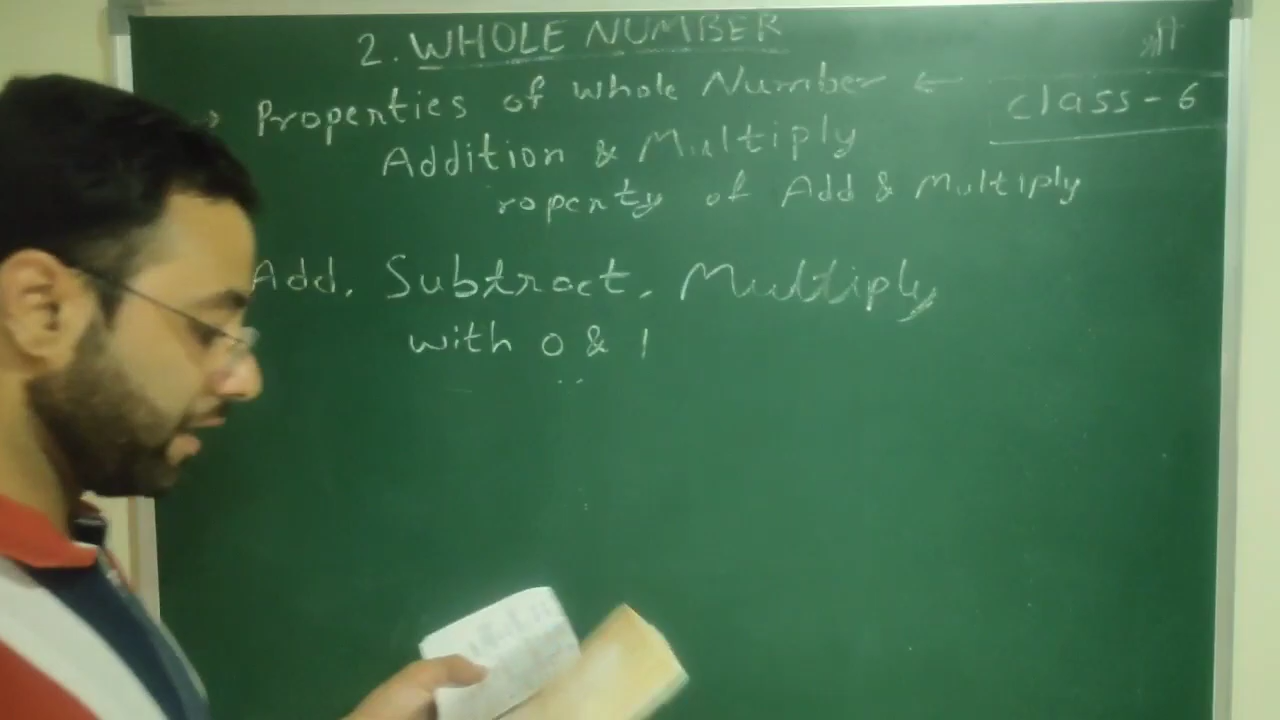 2. WHOLE NUMBER
→ Properties of whole Number ←
class - 6
Addition & Multiply
roperty of Add & Multiply
Add, Subtract, Multiply
with 0 & 1